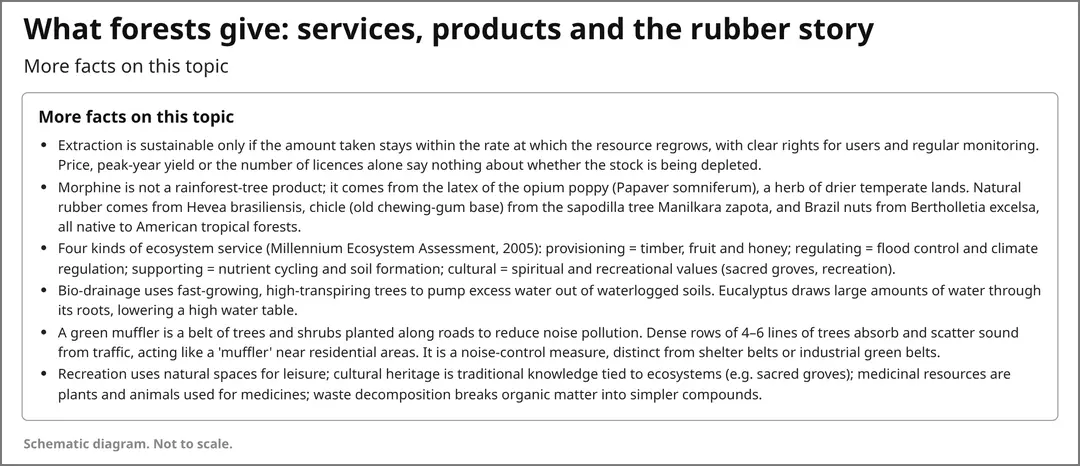 What forests give: services, products and the rubber story
More facts on this topic
More facts on this topic
• Extraction is sustainable only if the amount taken stays within the rate at which the resource regrows, with clear rights for users and regular monitoring.
Price, peak-year yield or the number of licences alone say nothing about whether the stock is being depleted.
• Morphine is not a rainforest-tree product; it comes from the latex of the opium poppy (Papaver somniferum), a herb of drier temperate lands. Natural
rubber comes from Hevea brasiliensis, chicle (old chewing-gum base) from the sapodilla tree Manilkara zapota, and Brazil nuts from Bertholletia excelsa,
all native to American tropical forests.
• Four kinds of ecosystem service (Millennium Ecosystem Assessment, 2005): provisioning = timber, fruit and honey; regulating = flood control and climate
regulation; supporting = nutrient cycling and soil formation; cultural = spiritual and recreational values (sacred groves, recreation).
• Bio-drainage uses fast-growing, high-transpiring trees to pump excess water out of waterlogged soils. Eucalyptus draws large amounts of water through
its roots, lowering a high water table.
• A green muffler is a belt of trees and shrubs planted along roads to reduce noise pollution. Dense rows of 4–6 lines of trees absorb and scatter sound
from traffic, acting like a 'muffler' near residential areas. It is a noise-control measure, distinct from shelter belts or industrial green belts.
• Recreation uses natural spaces for leisure; cultural heritage is traditional knowledge tied to ecosystems (e.g. sacred groves); medicinal resources are
plants and animals used for medicines; waste decomposition breaks organic matter into simpler compounds.
Schematic diagram. Not to scale.